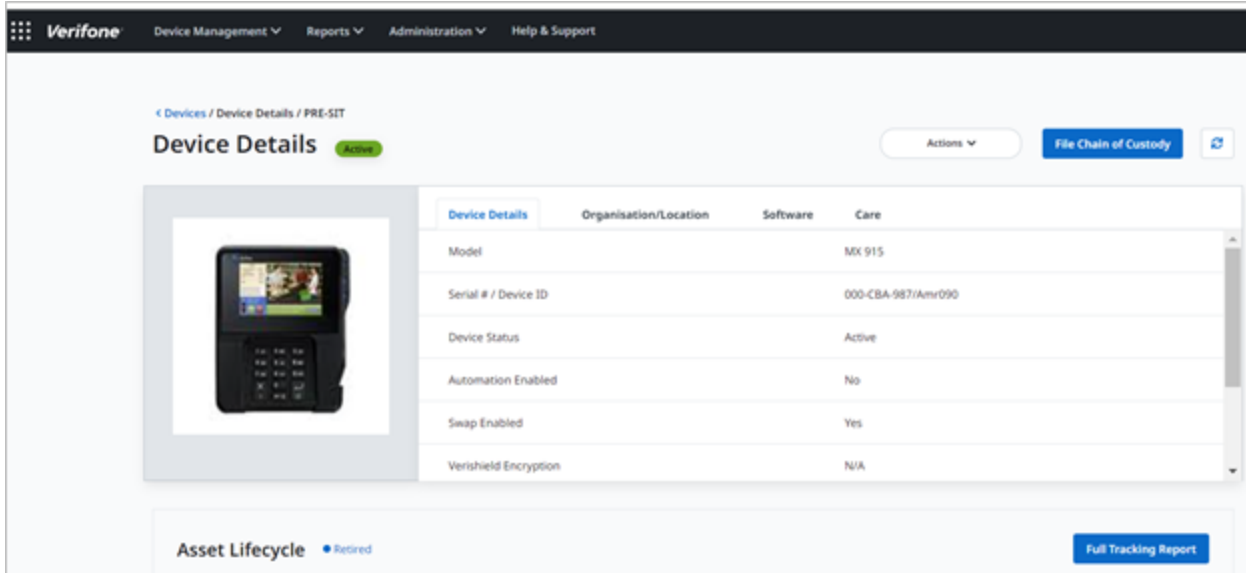 Verifone Device Management Reports Administration Help & Support
< Devices / Device Details / PRE-SIT
Device Details Active Actions File Chain of Custody
Device Details Organisation/Location Software Care
Model MX 915
Serial # / Device ID 000-CBA-987/Amr090
Device Status Active
Automation Enabled No
Swap Enabled Yes
Verishield Encryption N/A
Asset Lifecycle Retired Full Tracking Report